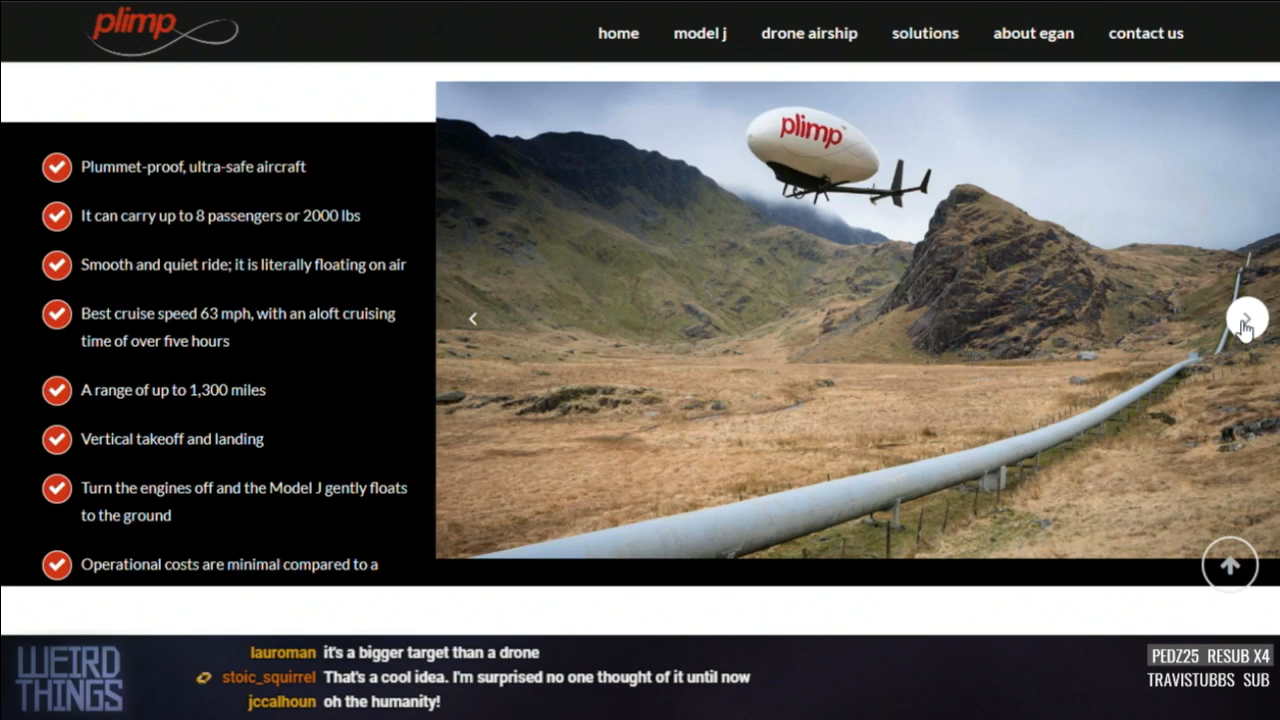 plimp
home
model j
drone airship
solutions
about egan
contact us
Plummet-proof, ultra-safe aircraft
It can carry up to 8 passengers or 2000 lbs
Smooth and quiet ride; it is literally floating on air
Best cruise speed 63 mph, with an aloft cruising
time of over five hours
A range of up to 1,300 miles
Vertical takeoff and landing
Turn the engines off and the Model J gently floats
to the ground
Operational costs are minimal compared to a
plimp™
WEIRD
THINGS
lauroman it's a bigger target than a drone
stoic_squirrel That's a cool idea. I'm surprised no one thought of it until now
jccalhoun oh the humanity!
PEDZ25 RESUB X4
TRAVISTUBBS SUB